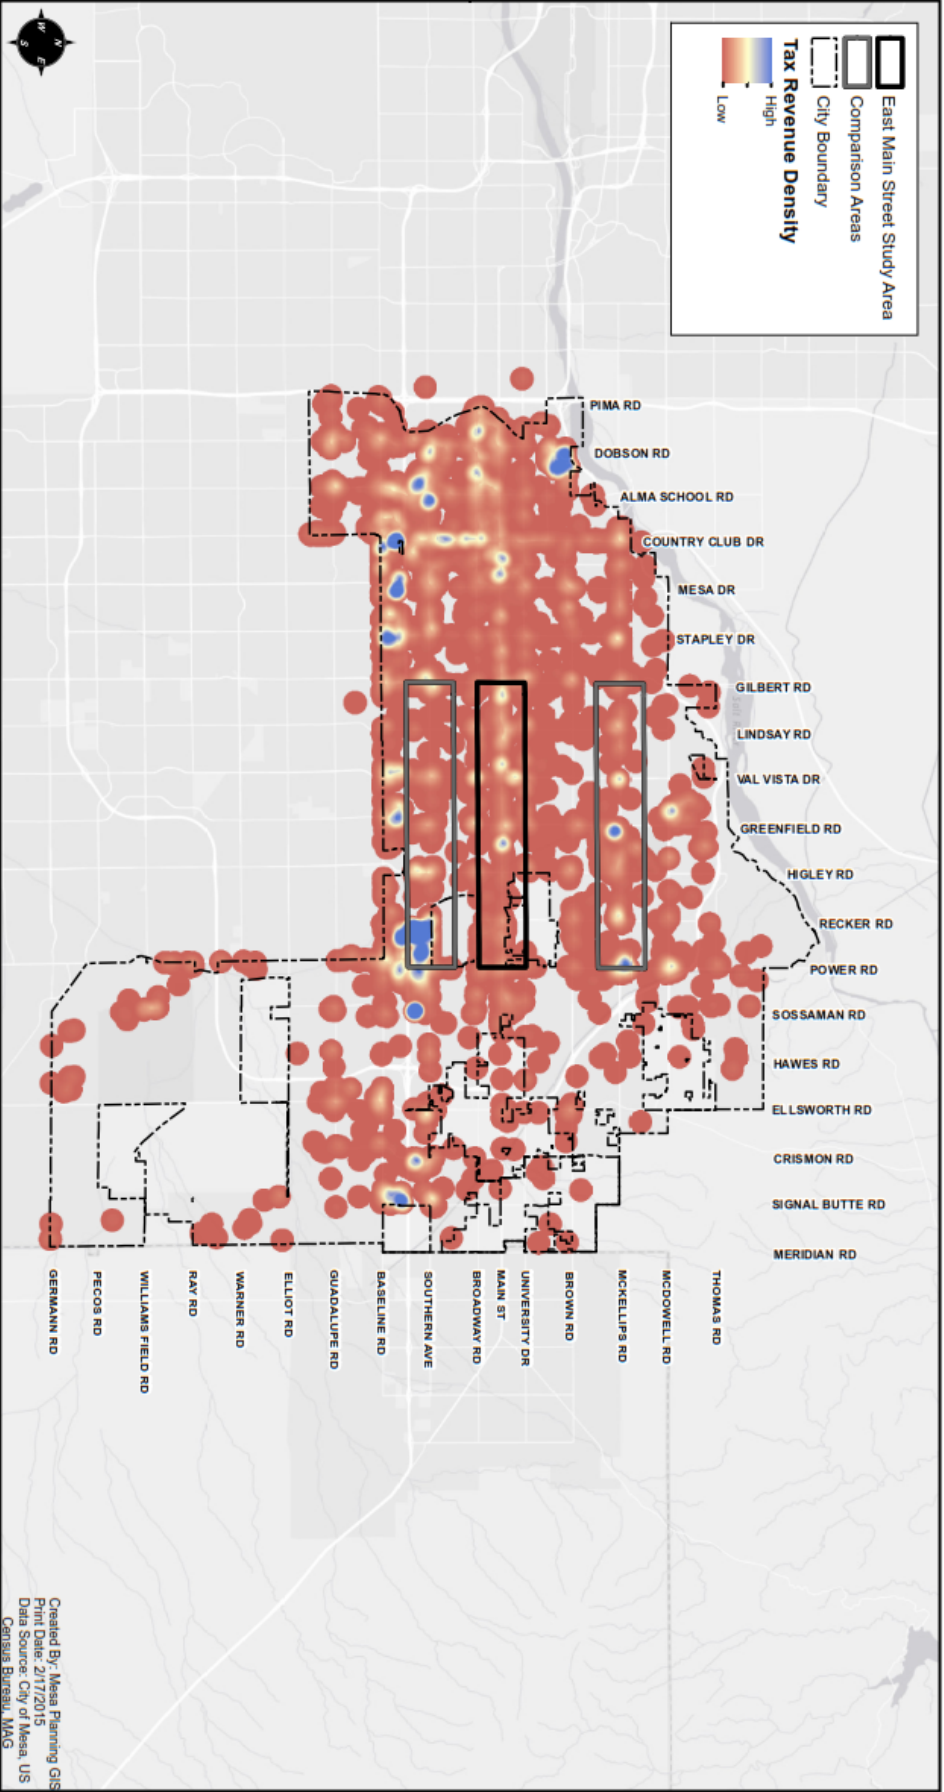 East Main Street Study Area
Comparison Areas
City Boundary
Tax Revenue Density
High
Low
N
E
S
W
PIMA RD
DOBSON RD
ALMA SCHOOL RD
COUNTRY CLUB DR
MESA DR
STAPLEY DR
GILBERT RD
LINDSAY RD
VAL VISTA DR
GREENFIELD RD
HIGLEY RD
RECKER RD
POWER RD
SOSSAMAN RD
HAWES RD
ELLSWORTH RD
CRISMON RD
SIGNAL BUTTE RD
MERIDIAN RD
THOMAS RD
MCDOWELL RD
MCKELLIPS RD
BROWN RD
UNIVERSITY DR
MAIN ST
BROADWAY RD
SOUTHERN AVE
BASELINE RD
GUADALUPE RD
ELLIOT RD
WARNER RD
RAY RD
WILLIAMS FIELD RD
PECOS RD
GERMANN RD
Created By: Mesa Planning GIS
Print Date: 2/17/2015
Data Source: City of Mesa, US
Census Bureau, MAG